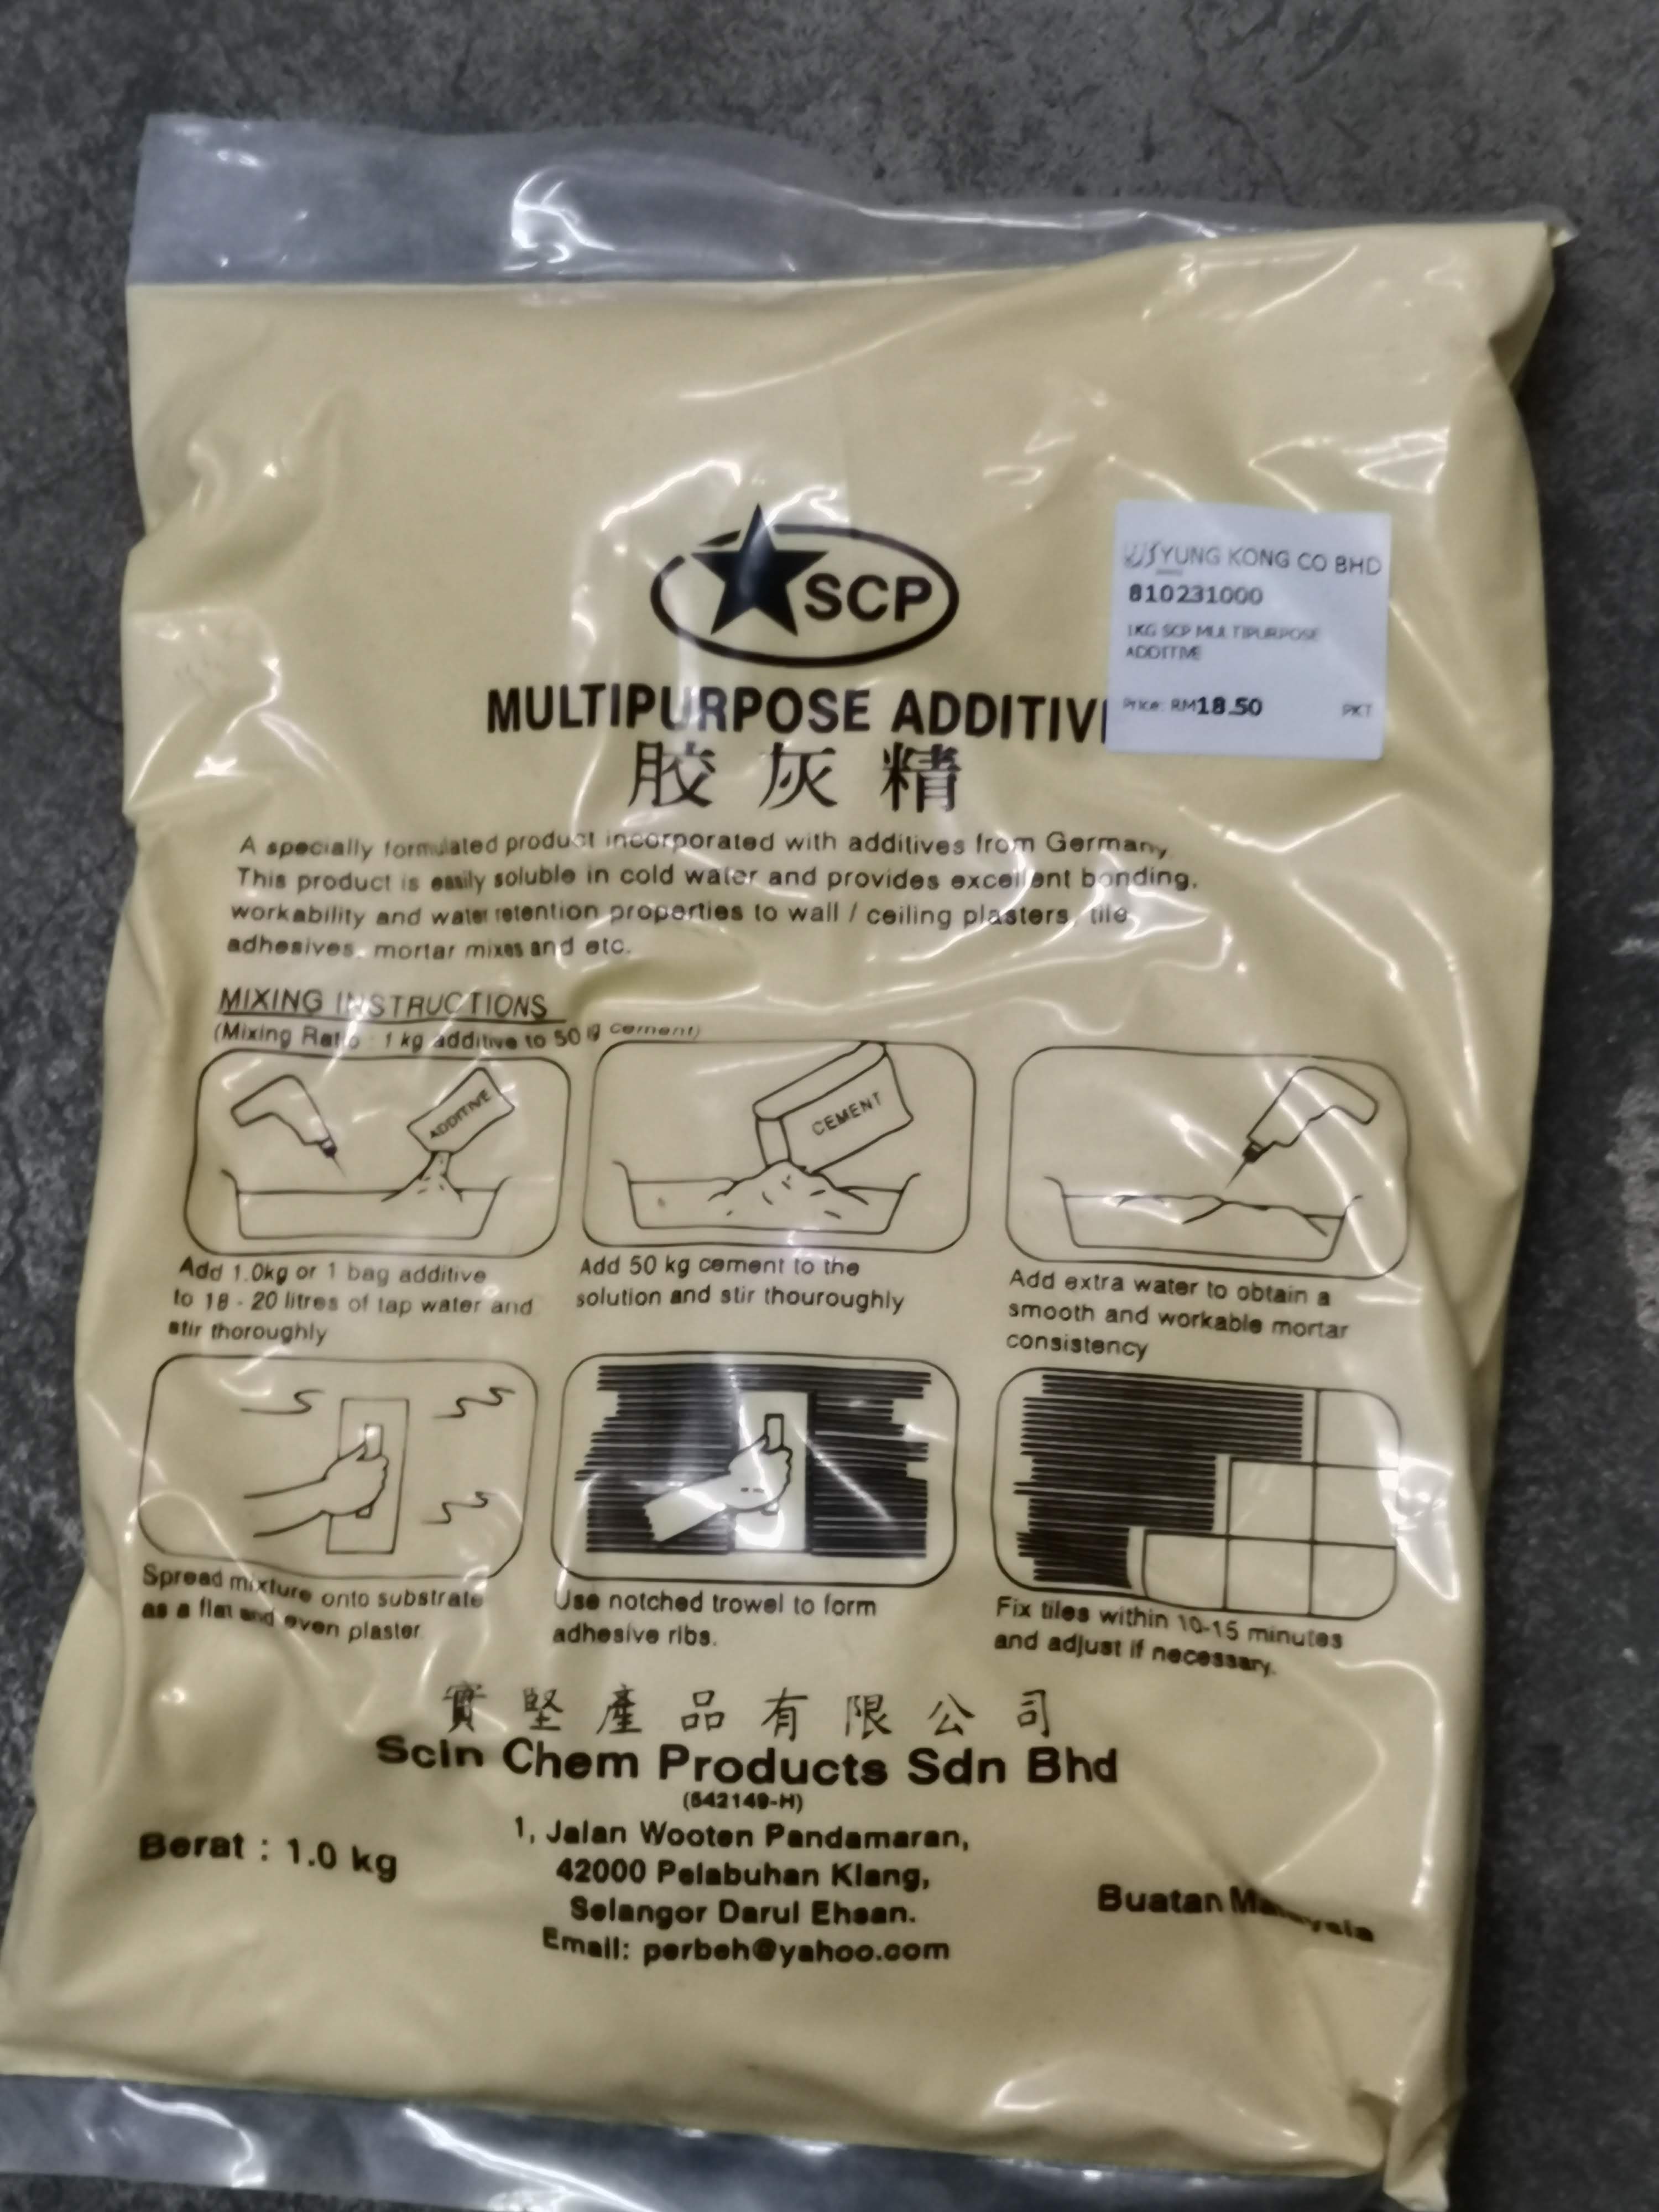 SCP
YUNG KONG CO BHD
810231000
1KG SCP MULTIPURPOSE
ADDITIVE
Price: RM18.50 PKT
MULTIPURPOSE ADDITIV
胶灰精
A specially formulated product incorporated with additives from Germany
This product is easily soluble in cold water and provides excellent bonding,
workability and water retention properties to wall / ceiling plasters, tile
adhesives, mortar mixes and etc.
MIXING INSTRUCTIONS
(Mixing Ratio : 1 kg additive to 50 kg cement)
ADDITIVE
CEMENT
Add 1.0kg or 1 bag additive
to 18 - 20 litres of tap water and
stir thoroughly
Add 50 kg cement to the
solution and stir thouroughly
Add extra water to obtain a
smooth and workable mortar
consistency
Spread mixture onto substrate
as a flat and even plaster
Use notched trowel to form
adhesive ribs.
Fix tiles within 10-15 minutes
and adjust if necessary.
實堅產品有限公司
Scin Chem Products Sdn Bhd
(542149-H)
1, Jalan Wooten Pandamaran,
42000 Pelabuhan Klang,
Selangor Darul Ehsan.
Email: perbeh@yahoo.com
Berat : 1.0 kg
Buatan Malaysia